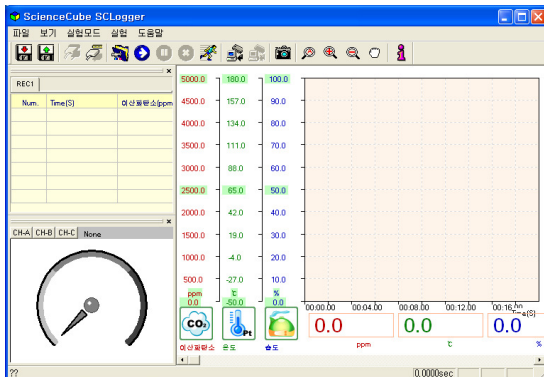 ScienceCube SCLogger
파일 보기 실험모드 실험 도움말
REC1
Num. Time(S) 이산화탄소(ppm
CH-A CH-B CH-C None
5000.0 180.0 100.0
4500.0 157.0 90.0
4000.0 134.0 80.0
3500.0 111.0 70.0
3000.0 88.0 60.0
2500.0 65.0 50.0
2000.0 42.0 40.0
1500.0 19.0 30.0
1000.0 -4.0 20.0
500.0 -27.0 10.0
ppm ℃ %
0.0 -50.0 0.0
00:00.00 00:04.00 00:08.00 00:12.00 00:16.00
Time(S)
CO₂ Pt
0.0 0.0 0.0
이산화탄소 온도 습도
ppm ℃ %
?? 0.0000sec